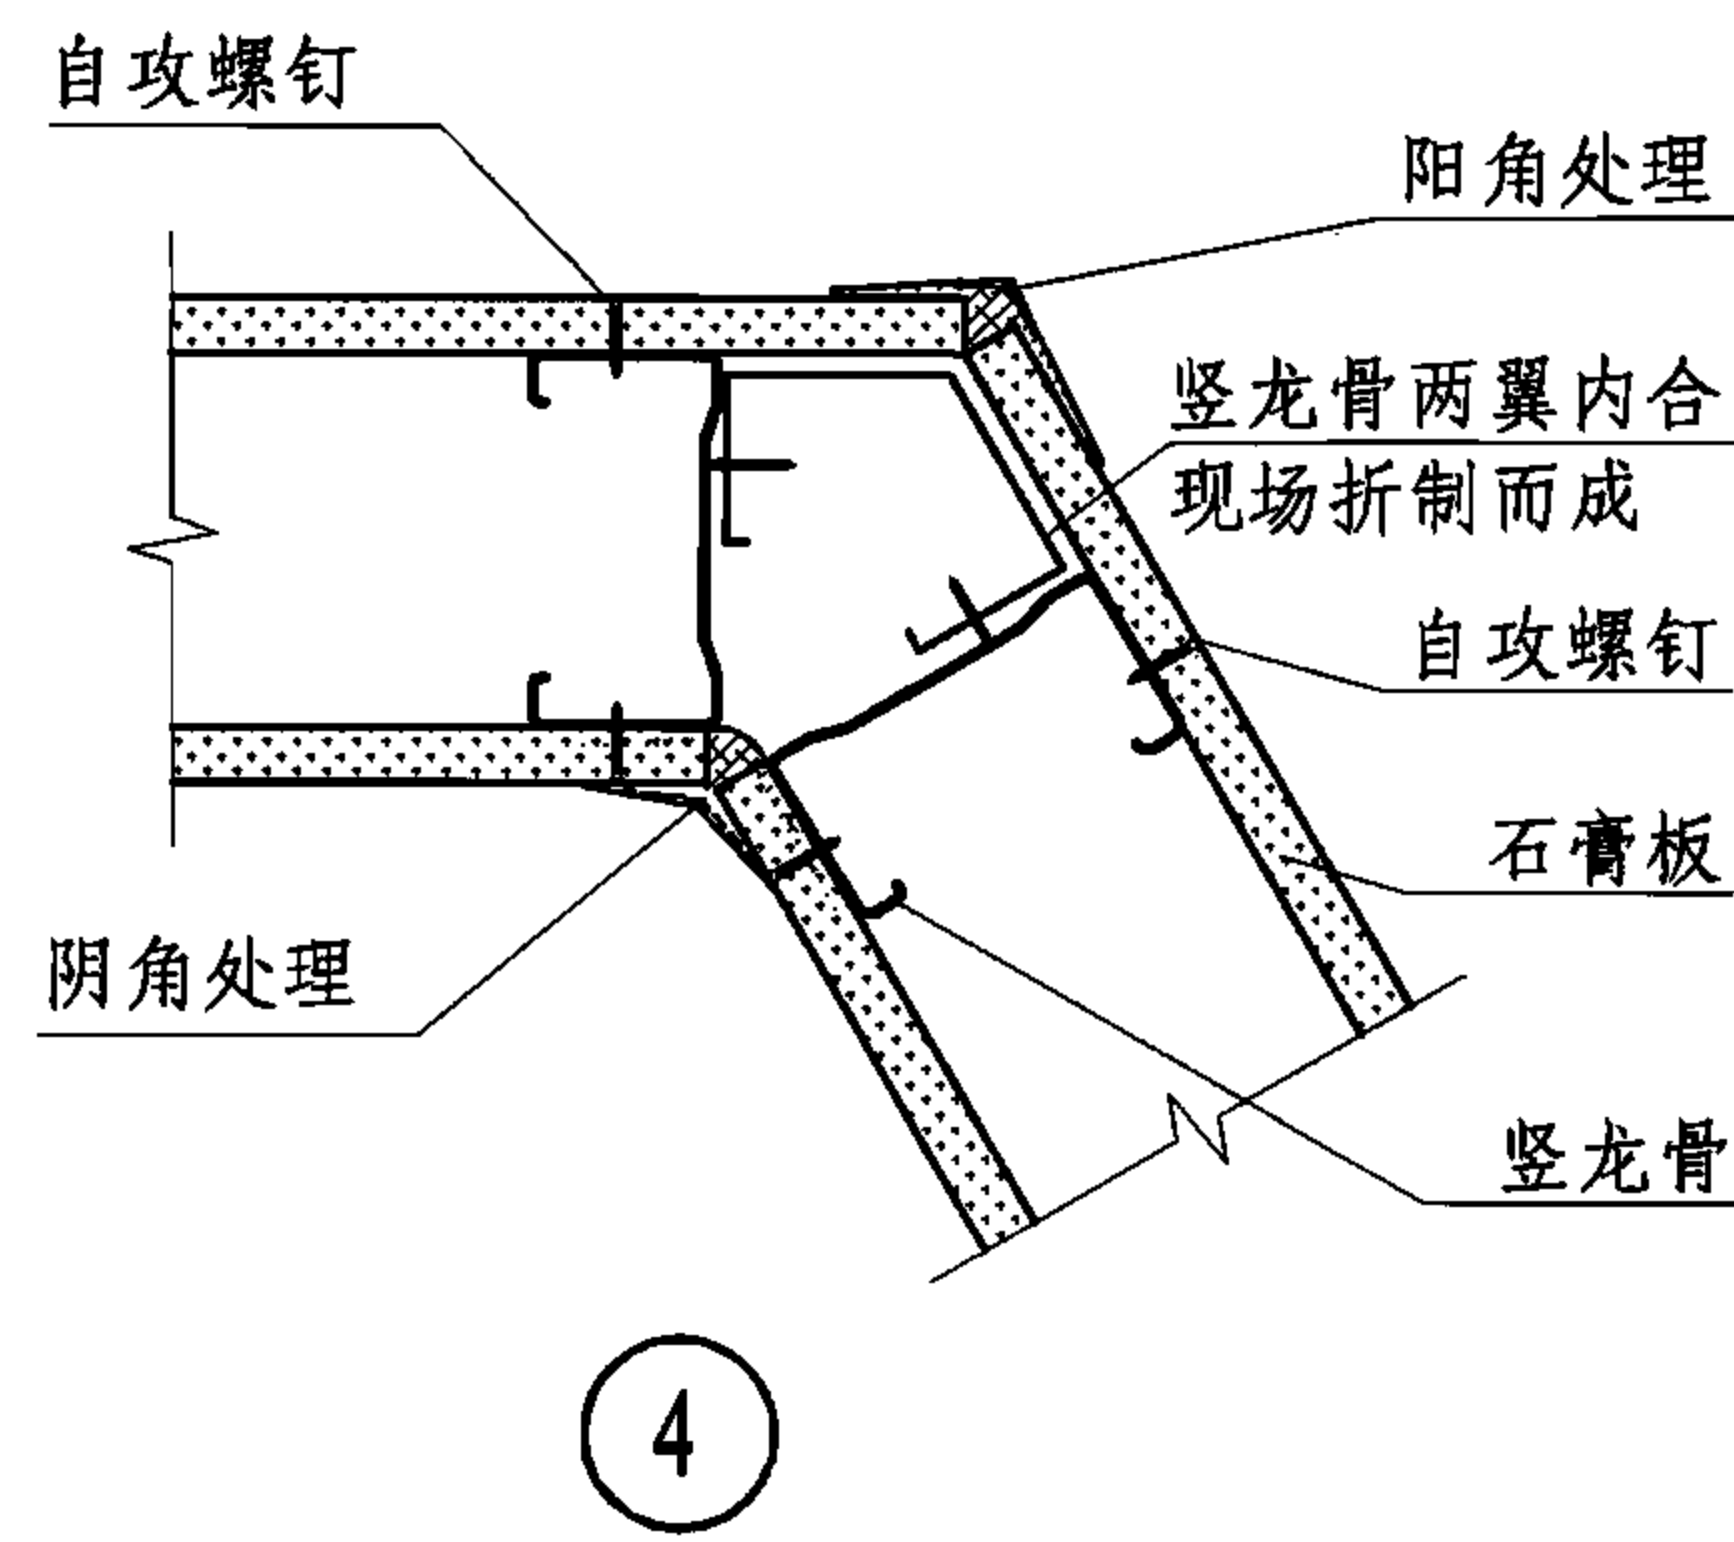 自攻螺钉
阳角处理
竖龙骨两翼内合
现场折制而成
自攻螺钉
石膏板
阴角处理
竖龙骨
4